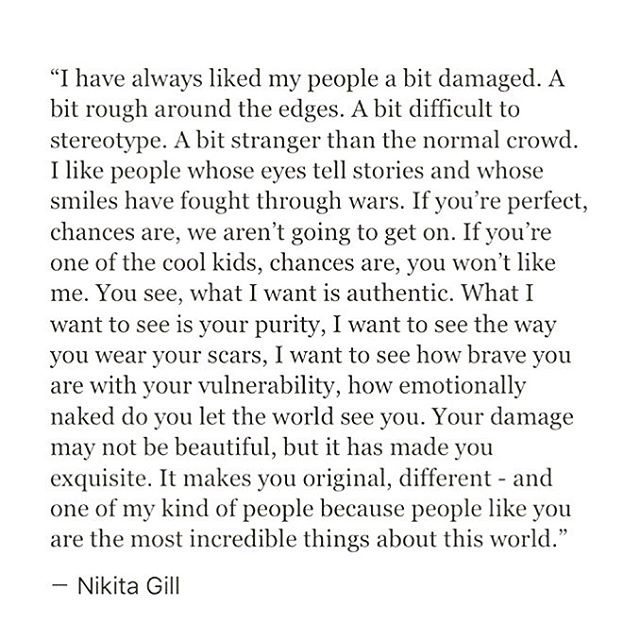 “I have always liked my people a bit damaged. A
bit rough around the edges. A bit difficult to
stereotype. A bit stranger than the normal crowd.
I like people whose eyes tell stories and whose
smiles have fought through wars. If you’re perfect,
chances are, we aren’t going to get on. If you’re
one of the cool kids, chances are, you won’t like
me. You see, what I want is authentic. What I
want to see is your purity, I want to see the way
you wear your scars, I want to see how brave you
are with your vulnerability, how emotionally
naked do you let the world see you. Your damage
may not be beautiful, but it has made you
exquisite. It makes you original, different - and
one of my kind of people because people like you
are the most incredible things about this world.”
— Nikita Gill